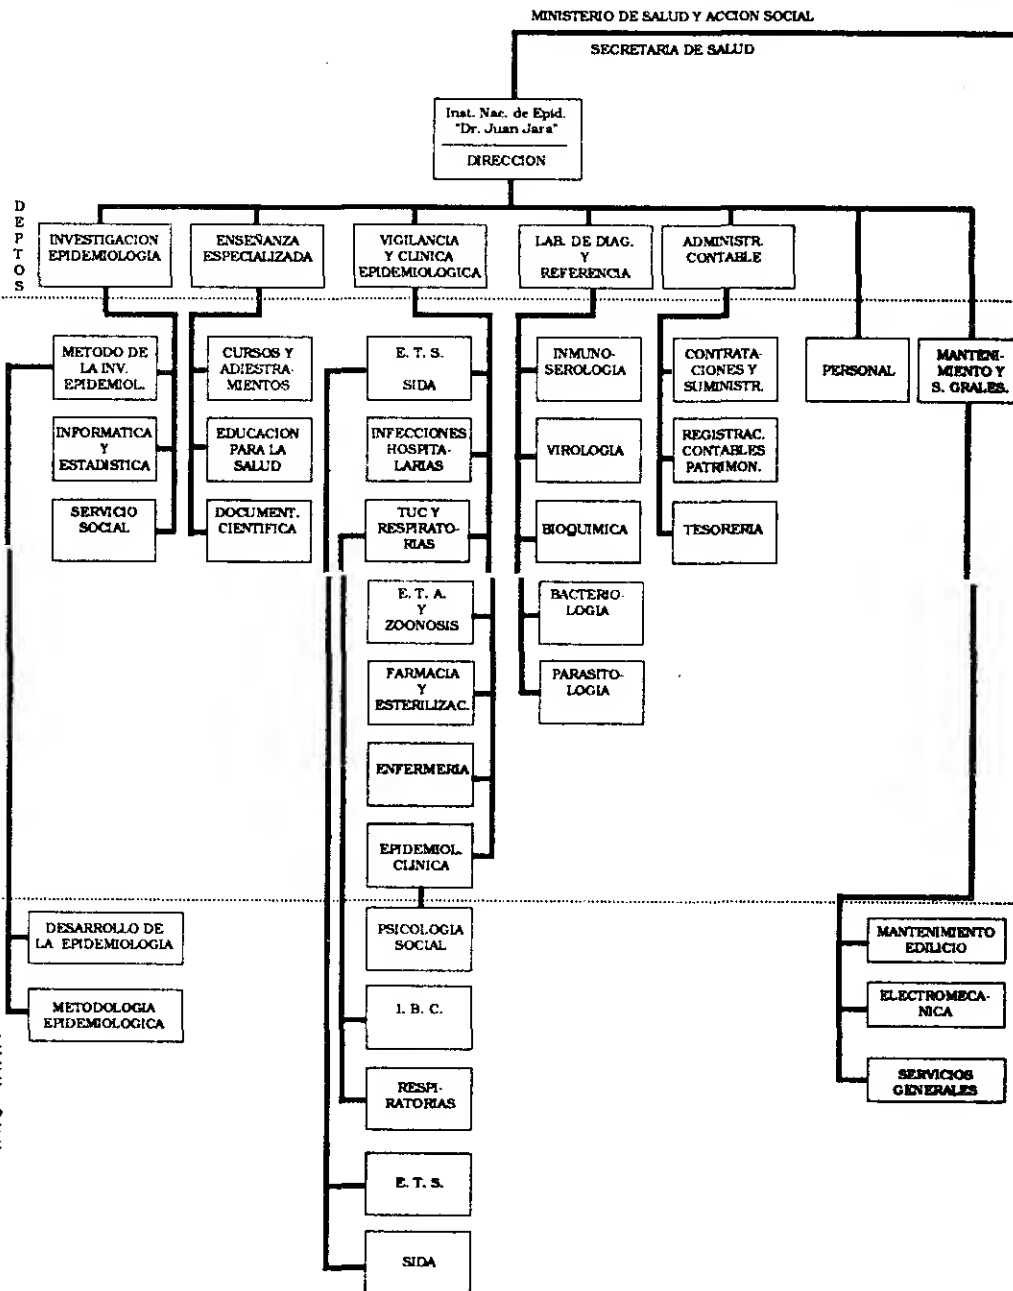 MINISTERIO DE SALUD Y ACCION SOCIAL
SECRETARIA DE SALUD
Inst. Nac. de Epid.
"Dr. Juan Jara"
DIRECCION
DEPTOS
INVESTIGACION
EPIDEMIOLOGIA
ENSEÑANZA
ESPECIALIZADA
VIGILANCIA
Y CLINICA
EPIDEMIOLOGICA
LAB. DE DIAG.
Y
REFERENCIA
ADMINISTR.
CONTABLE
METODO DE
LA INV.
EPIDEMIOL.
CURSOS Y
ADIESTRA-
MIENTOS
E. T. S.
SIDA
INMUNO-
SEROLOGIA
CONTRATA-
CIONES Y
SUMINISTR.
PERSONAL
MANTENI-
MIENTO Y
S. GRALES.
INFORMATICA
Y
ESTADISTICA
EDUCACION
PARA LA
SALUD
INFECCIONES
HOSPITA-
LARIAS
VIROLOGIA
REGISTRAC.
CONTABLES
PATRIMON.
SERVICIO
SOCIAL
DOCUMENT.
CIENTIFICA
TUC Y
RESPIRATO-
RIAS
BIOQUIMICA
TESORERIA
E. T. A.
Y
ZOONOSIS
BACTERIO-
LOGIA
FARMACIA
Y
ESTERILIZAC.
PARASITO-
LOGIA
ENFERMERIA
EPIDEMIOL.
CLINICA
DESARROLLO DE
LA EPIDEMIOLOGIA
PSICOLOGIA
SOCIAL
MANTENIMIENTO
EDILICIO
METODOLOGIA
EPIDEMIOLOGICA
I. B. C.
ELECTROMECA-
NICA
RESPI-
RATORIAS
SERVICIOS
GENERALES
E. T. S.
SIDA